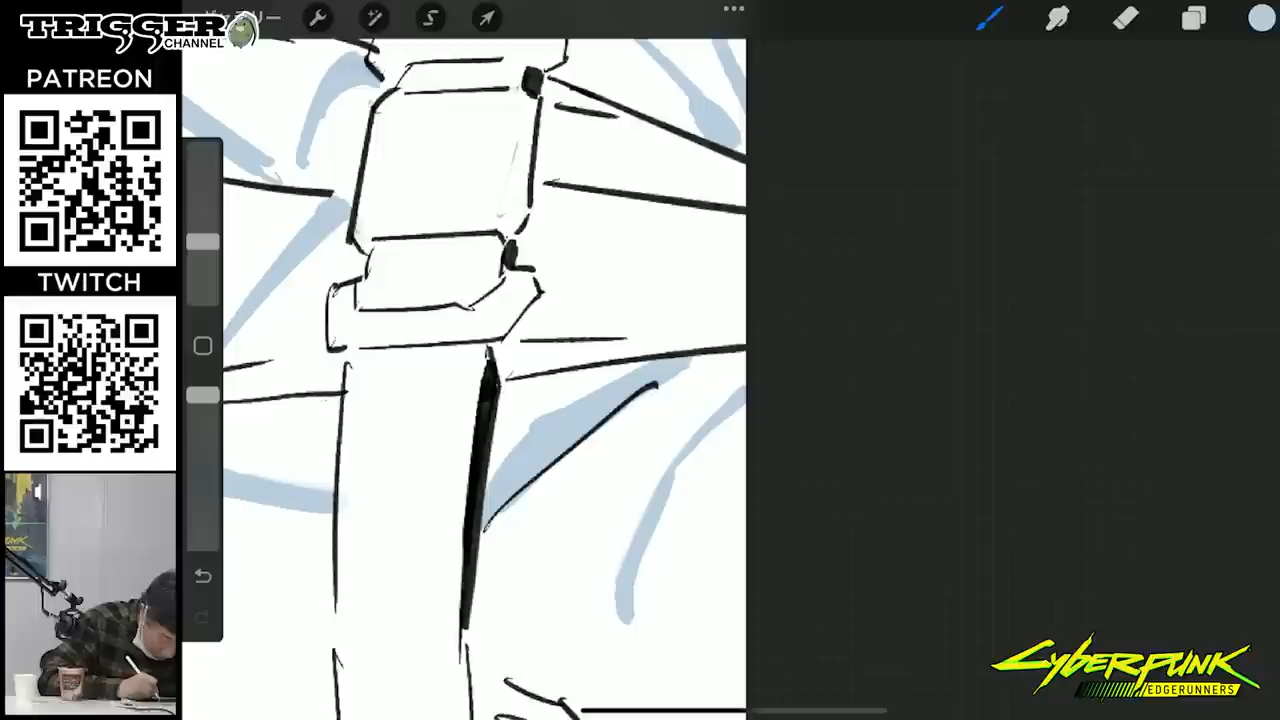 TRIGGER
CHANNEL
PATREON
TWITCH
CYBERPUNK
EDGERUNNERS